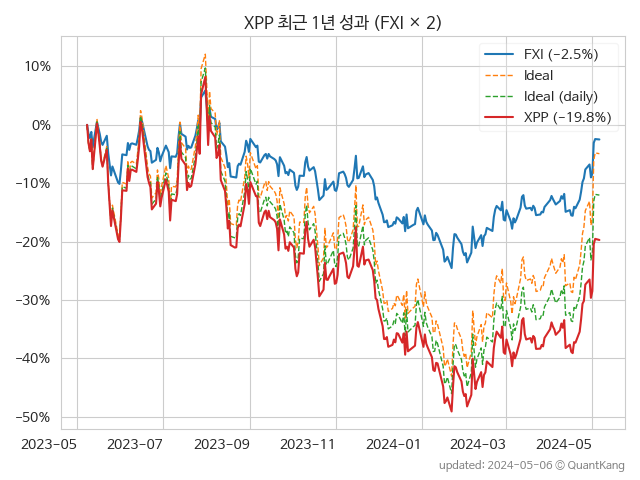 XPP 최근 1년 성과 (FXI × 2)
FXI (−2.5%)
Ideal
Ideal (daily)
XPP (−19.8%)
10%
0%
−10%
−20%
−30%
−40%
−50%
2023-05 2023-07 2023-09 2023-11 2024-01 2024-03 2024-05
updated: 2024-05-06 © QuantKang